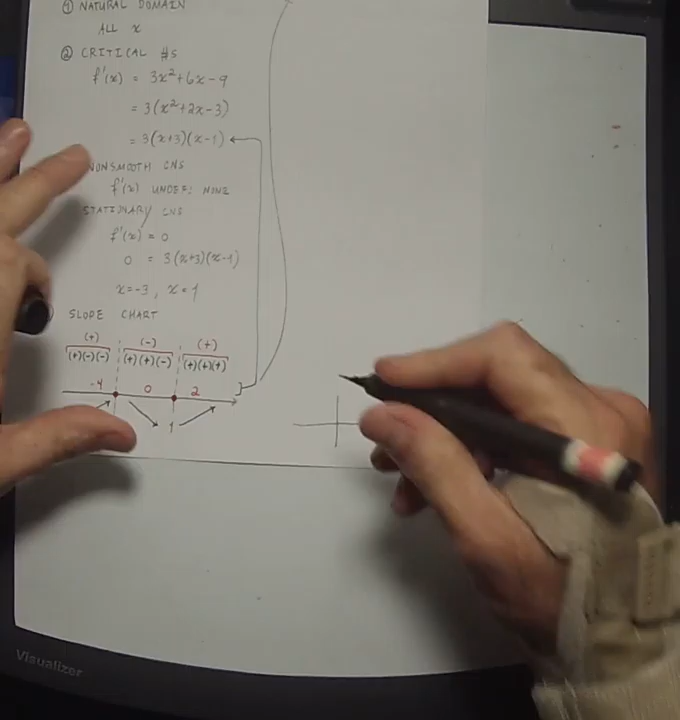 ① NATURAL DOMAIN
ALL x
② CRITICAL #S
f'(x) = 3x²+6x-9
= 3(x²+2x-3)
= 3(x+3)(x-1)
NONSMOOTH CNS
f'(x) UNDEF: NONE
STATIONARY CNS
f'(x) = 0
0 = 3(x+3)(x-1)
x=-3, x=1
SLOPE CHART
(+) (-) (+)
(+)(-)(-) (+)(+)(-) (+)(+)(+)
-4 0 2
1
Visualizer